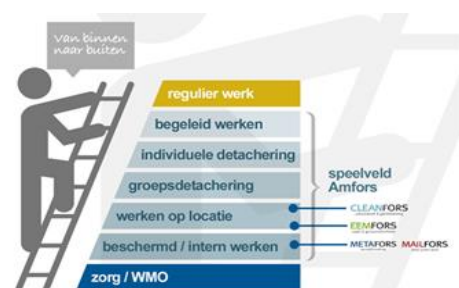 Van binnen
naar buiten
regulier werk
begeleid werken
individuele detachering
groepsdetachering
werken op locatie
beschermd / intern werken
zorg / WMO
speelveld
Amfors
CLEANFORS
EEMFORS
METAFORS MAILFORS